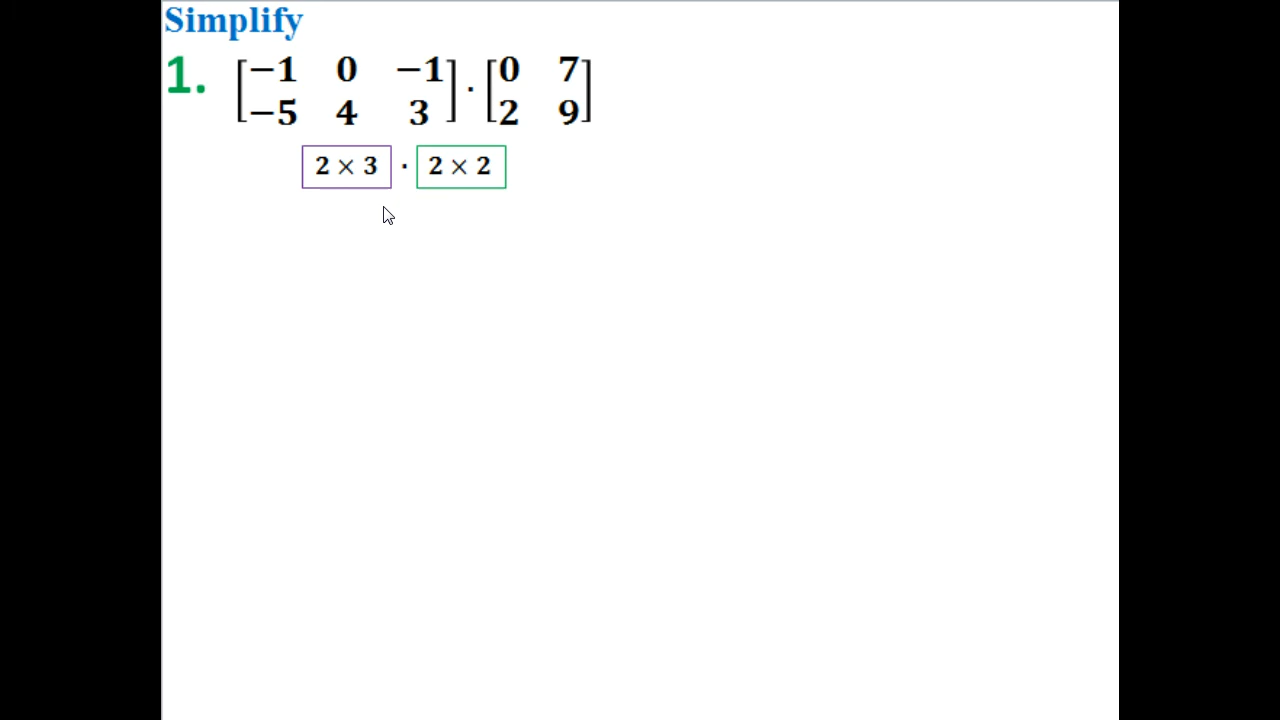 Simplify
1. [−1 0 −1] · [0 7]
[−5 4 3] [2 9]
2 × 3 · 2 × 2